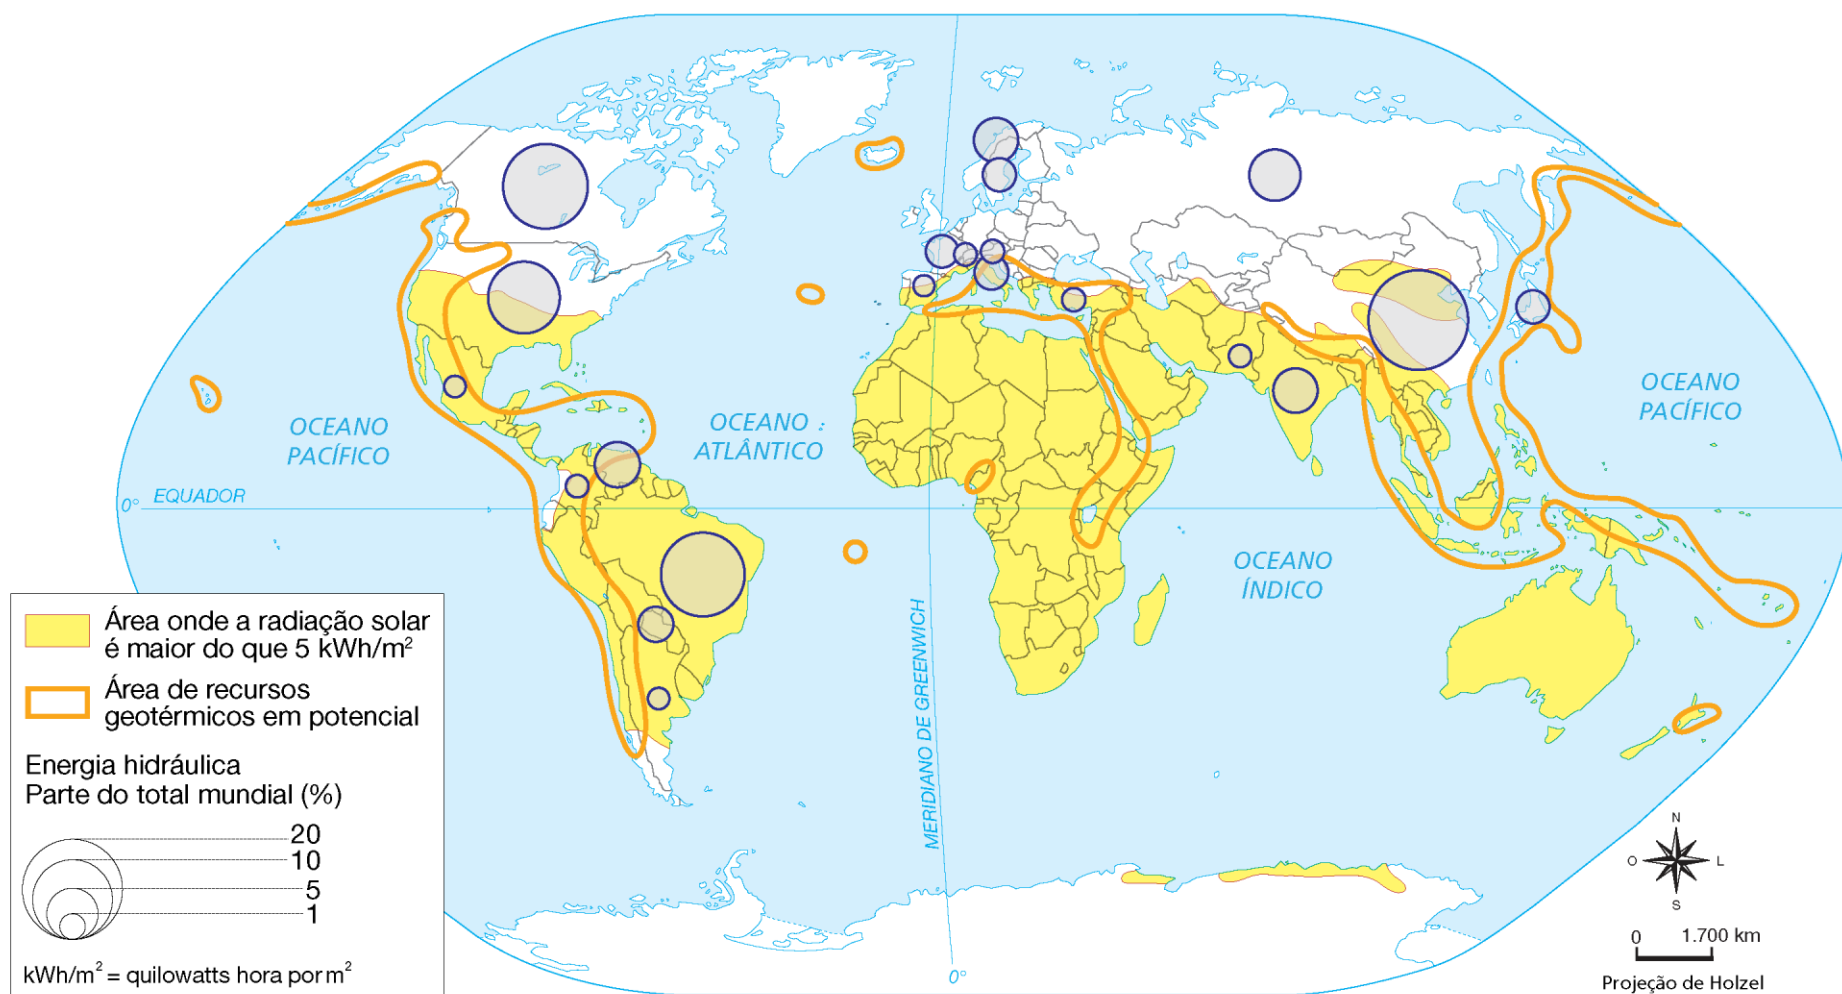 OCEANO
PACÍFICO
OCEANO
ATLÂNTICO
OCEANO
PACÍFICO
0° EQUADOR
OCEANO
ÍNDICO
MERIDIANO DE GREENWICH
0°
Área onde a radiação solar
é maior do que 5 kWh/m²
Área de recursos
geotérmicos em potencial
Energia hidráulica
Parte do total mundial (%)
20
10
5
1
kWh/m² = quilowatts hora por m²
N
O L
S
0 1.700 km
Projeção de Holzel